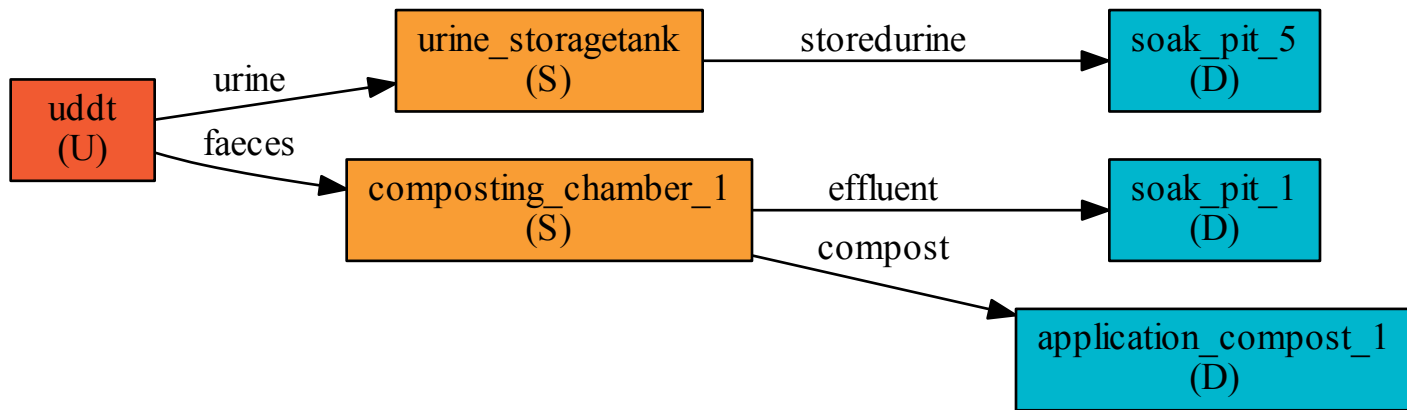 uddt
(U)
urine
faeces
urine_storagetank
(S)
composting_chamber_1
(S)
storedurine
effluent
compost
soak_pit_5
(D)
soak_pit_1
(D)
application_compost_1
(D)